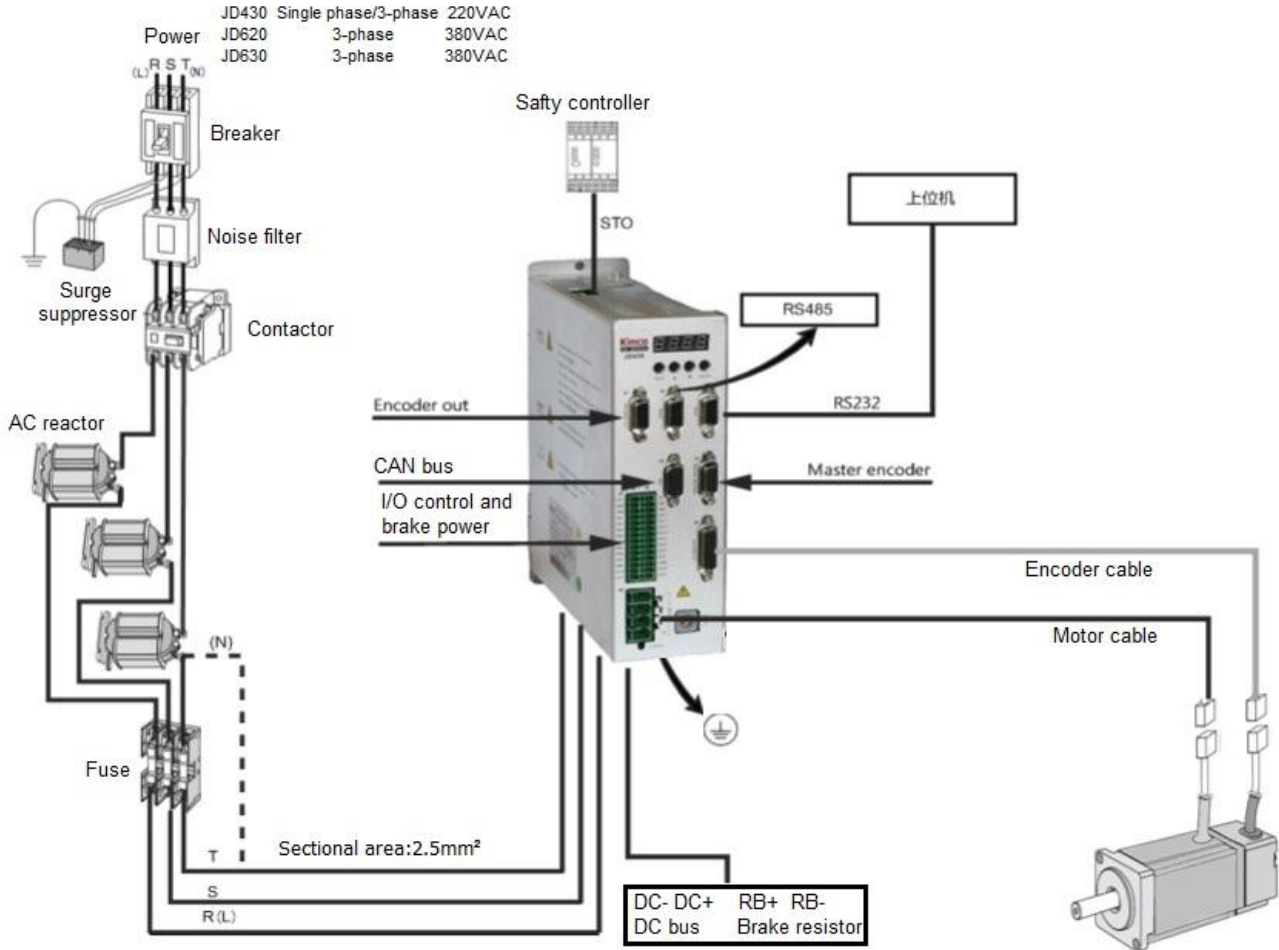 JD430 Single phase/3-phase 220VAC
JD620 3-phase 380VAC
JD630 3-phase 380VAC
Power
(L) R S T (N)
Breaker
Safty controller
STO
上位机
Noise filter
Surge
suppressor
Contactor
RS485
Kinco
Encoder out
RS232
AC reactor
CAN bus
Master encoder
I/O control and
brake power
Encoder cable
Motor cable
(N)
Fuse
Sectional area:2.5mm²
T
S
R(L)
DC- DC+ RB+ RB-
DC bus Brake resistor